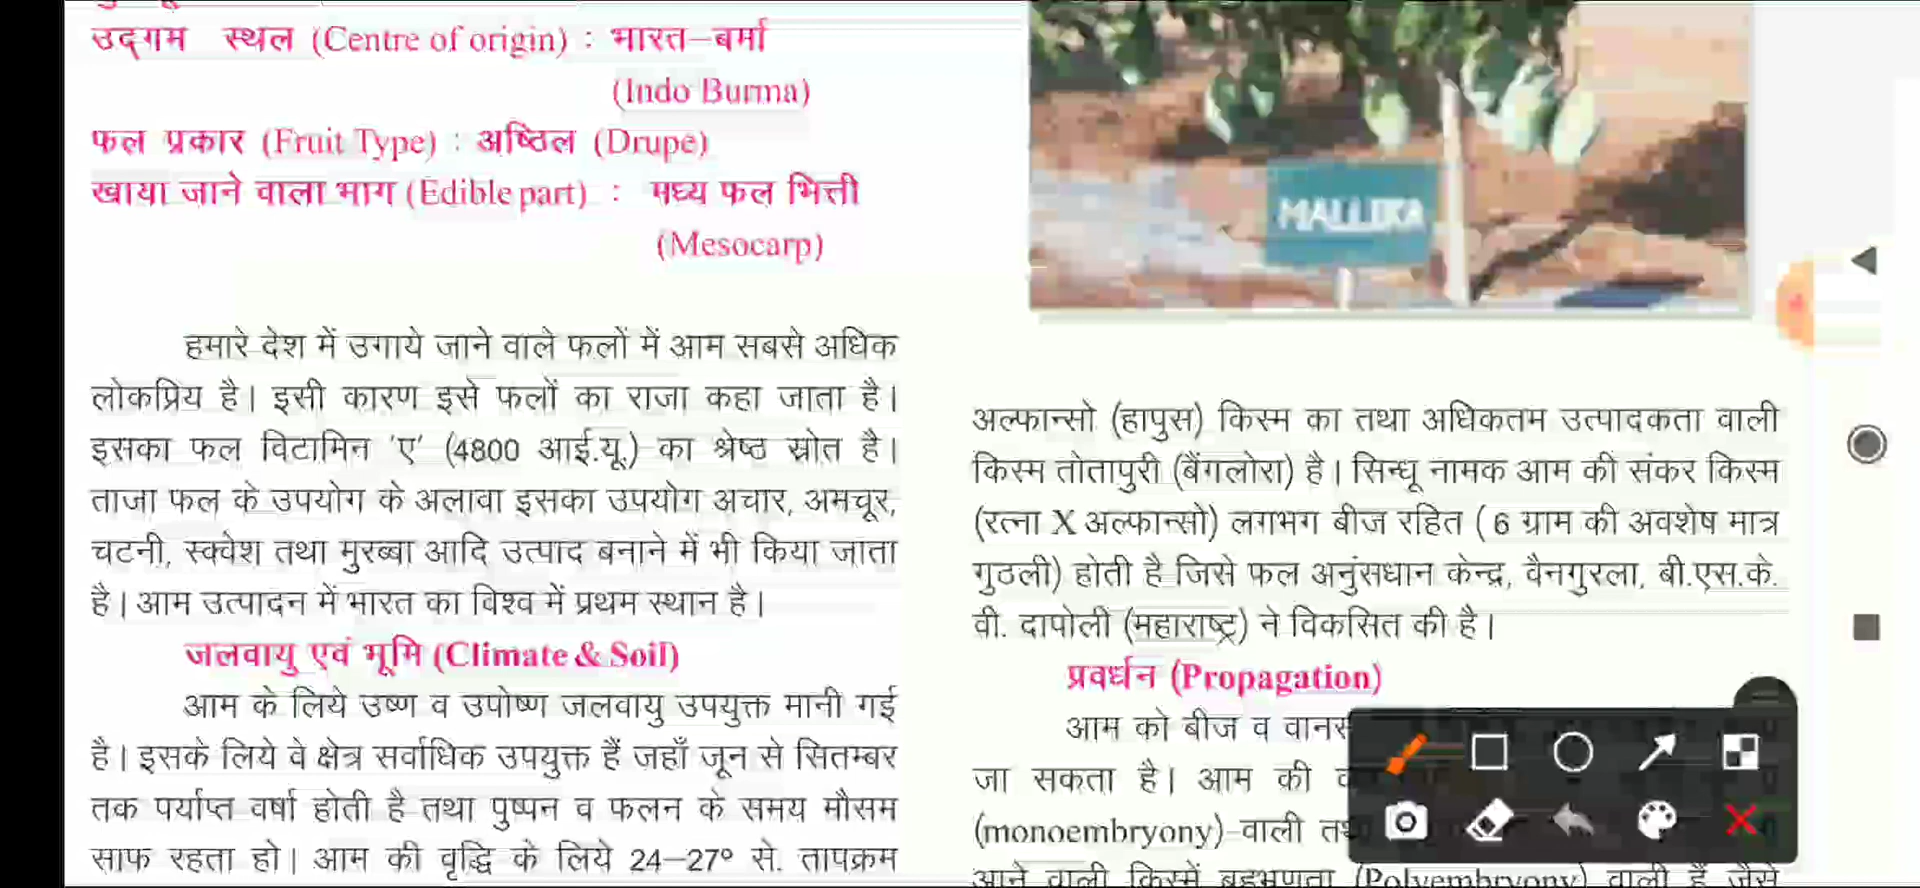 उद्गम स्थल (Centre of origin) : भारत–बर्मा
(Indo Burma)
फल प्रकार (Fruit Type) : अष्ठिल (Drupe)
खाया जाने वाला भाग (Edible part) : मध्य फल भित्ती
(Mesocarp)
हमारे देश में उगाये जाने वाले फलों में आम सबसे अधिक
लोकप्रिय है। इसी कारण इसे फलों का राजा कहा जाता है।
इसका फल विटामिन 'ए' (4800 आई.यू.) का श्रेष्ठ स्रोत है।
ताजा फल के उपयोग के अलावा इसका उपयोग अचार, अमचूर,
चटनी, स्क्वेश तथा मुरब्बा आदि उत्पाद बनाने में भी किया जाता
है। आम उत्पादन में भारत का विश्व में प्रथम स्थान है।
जलवायु एवं भूमि (Climate & Soil)
आम के लिये उष्ण व उपोष्ण जलवायु उपयुक्त मानी गई
है। इसके लिये वे क्षेत्र सर्वाधिक उपयुक्त हैं जहाँ जून से सितम्बर
तक पर्याप्त वर्षा होती है तथा पुष्पन व फलन के समय मौसम
साफ रहता हो। आम की वृद्धि के लिये 24–27° से. तापक्रम
MALLIKA
अल्फान्सो (हापुस) किस्म का तथा अधिकतम उत्पादकता वाली
किस्म तोतापुरी (बैंगलोरा) है। सिन्धू नामक आम की संकर किस्म
(रत्ना X अल्फान्सो) लगभग बीज रहित ( 6 ग्राम की अवशेष मात्र
गुठली) होती है जिसे फल अनुंसधान केन्द्र, वैनगुरला, बी.एस.के.
वी. दापोली (महाराष्ट्र) ने विकसित की है।
प्रवर्धन (Propagation)
आम को बीज व
जा सकता है। आम की
(monoembryony) वाली
आने वाली किस्में बहुभ्रूणता (Polyembryony) वाली हैं जैसे